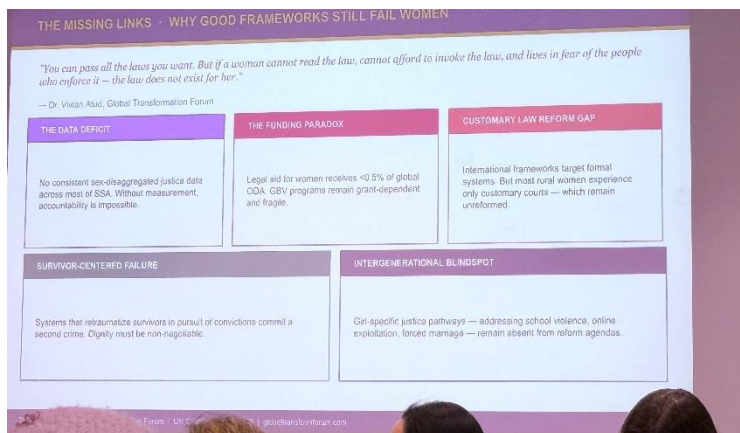 THE MISSING LINKS · WHY GOOD FRAMEWORKS STILL FAIL WOMEN
"You can pass all the laws you want. But if a woman cannot read the law, cannot afford to invoke the law, and lives in fear of the people
who enforce it — the law does not exist for her."
— Dr. Vivian Atud, Global Transformation Forum
THE DATA DEFICIT
No consistent sex-disaggregated justice data
across most of SSA. Without measurement,
accountability is impossible.
THE FUNDING PARADOX
Legal aid for women receives <0.5% of global
ODA. GBV programs remain grant-dependent
and fragile.
CUSTOMARY LAW REFORM GAP
International frameworks target formal
systems. But most rural women experience
only customary courts — which remain
unreformed.
SURVIVOR-CENTERED FAILURE
Systems that retraumatize survivors in pursuit of convictions commit a
second crime. Dignity must be non-negotiable.
INTERGENERATIONAL BLINDSPOT
Girl-specific justice pathways — addressing school violence, online
exploitation, forced marriage — remain absent from reform agendas.
Forum | UN | globaltransformforum.com